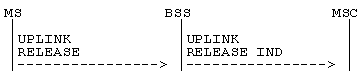 MS BSS MSC
UPLINK UPLINK
RELEASE RELEASE IND
----------------> ---------------->